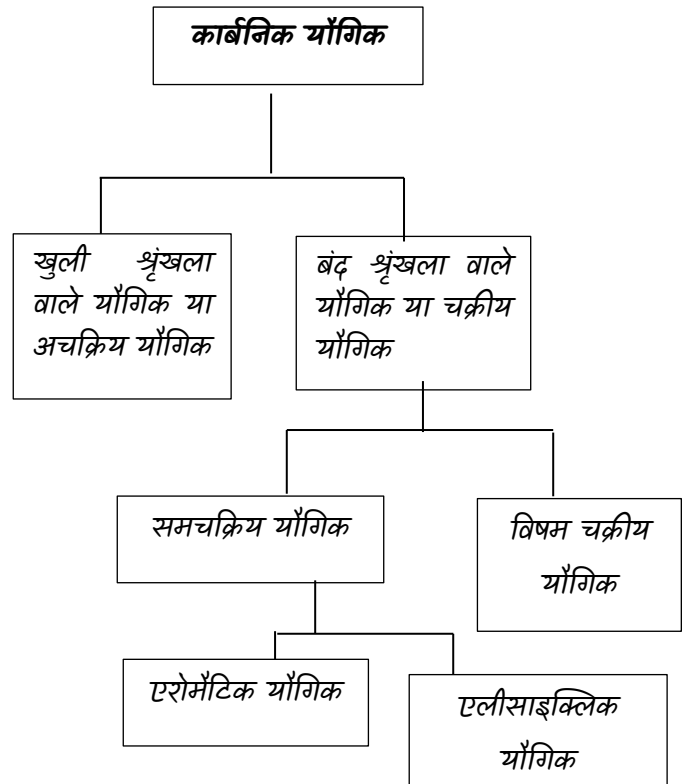 कार्बनिक यौगिक
खुली श्रृंखला
वाले यौगिक या
अचक्रिय यौगिक
बंद श्रृंखला वाले
यौगिक या चक्रीय
यौगिक
समचक्रिय यौगिक
विषम चक्रीय
यौगिक
एरोमैटिक यौगिक
एलीसाइक्लिक
यौगिक